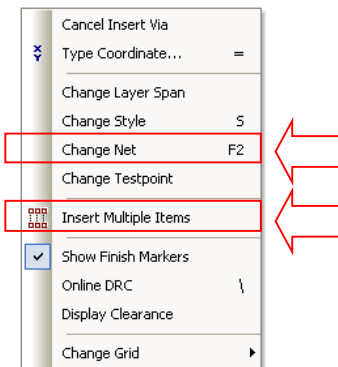 Cancel Insert Via
X Y Type Coordinate... =
Change Layer Span
Change Style S
Change Net F2
Change Testpoint
Insert Multiple Items
Show Finish Markers
Online DRC \
Display Clearance
Change Grid